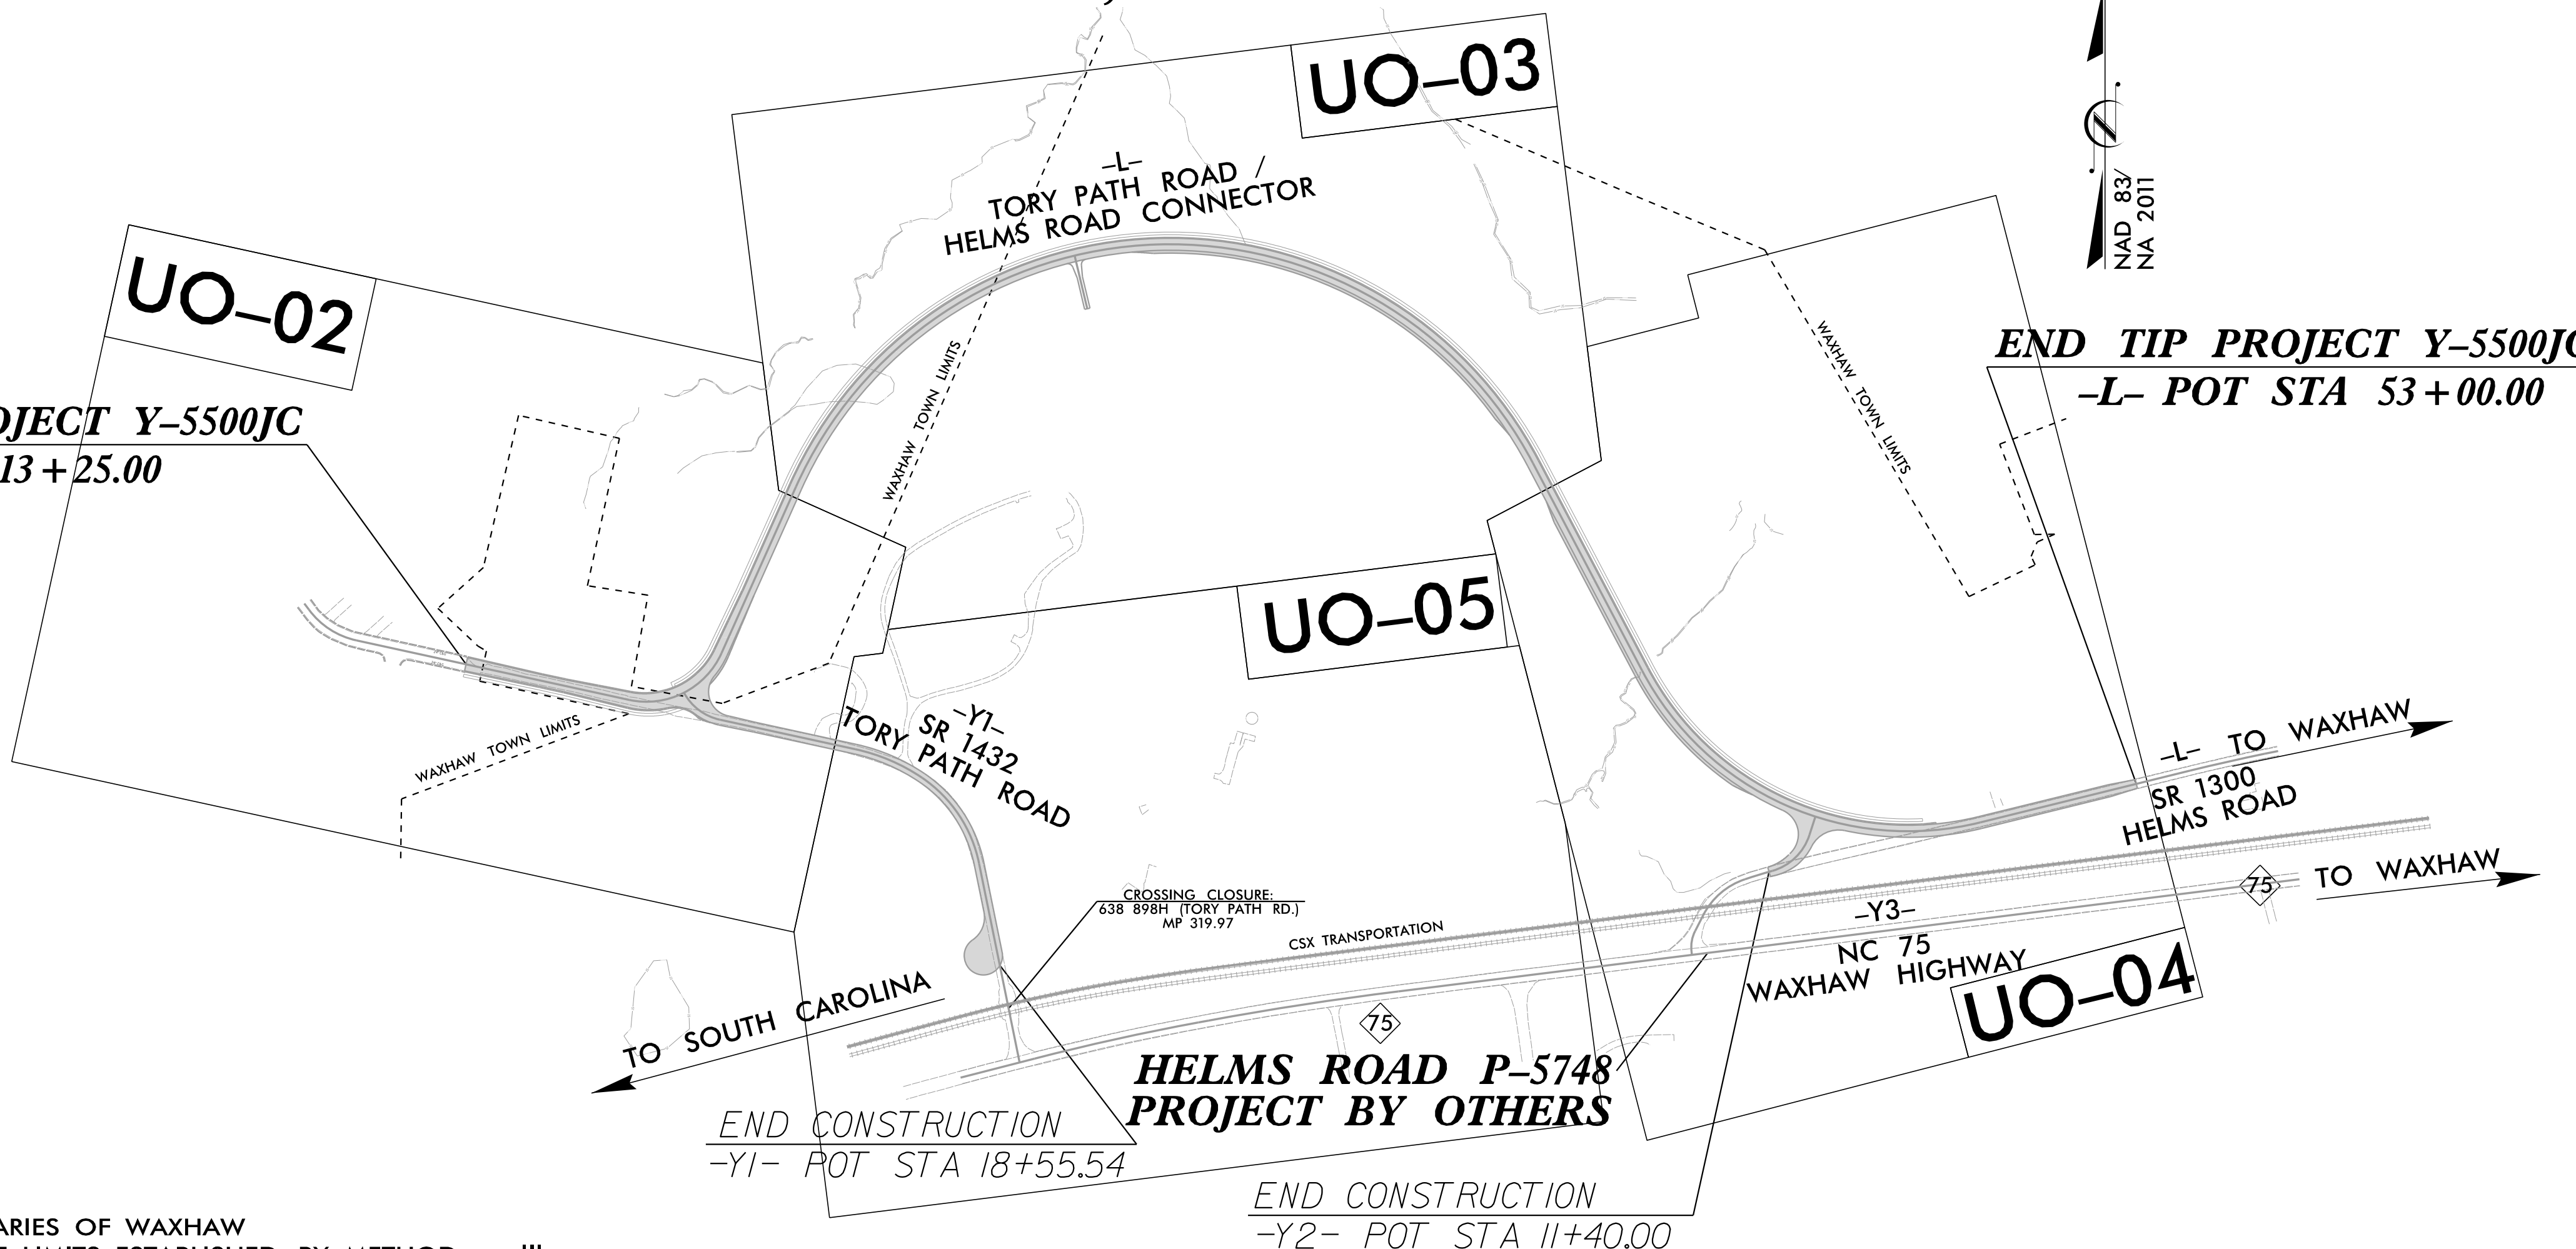 UO–03
–L–
TORY PATH ROAD /
HELMS ROAD CONNECTOR
NAD 83/
NA 2011
UO–02
END TIP PROJECT Y–5500JC
–L– POT STA 53+00.00
Y–5500JC
13+25.00
WAXHAW TOWN LIMITS
WAXHAW TOWN LIMITS
UO–05
WAXHAW TOWN LIMITS
–Y1–
SR 1432
TORY PATH ROAD
–L– TO WAXHAW
SR 1300
HELMS ROAD
CROSSING CLOSURE:
638 898H (TORY PATH RD.)
MP 319.97
CSX TRANSPORTATION
75
TO WAXHAW
–Y3–
NC 75
WAXHAW HIGHWAY
UO–04
TO SOUTH CAROLINA
75
HELMS ROAD P–5748
PROJECT BY OTHERS
END CONSTRUCTION
-Y1- POT STA 18+55.54
END CONSTRUCTION
-Y2- POT STA 11+40.00
OF WAXHAW